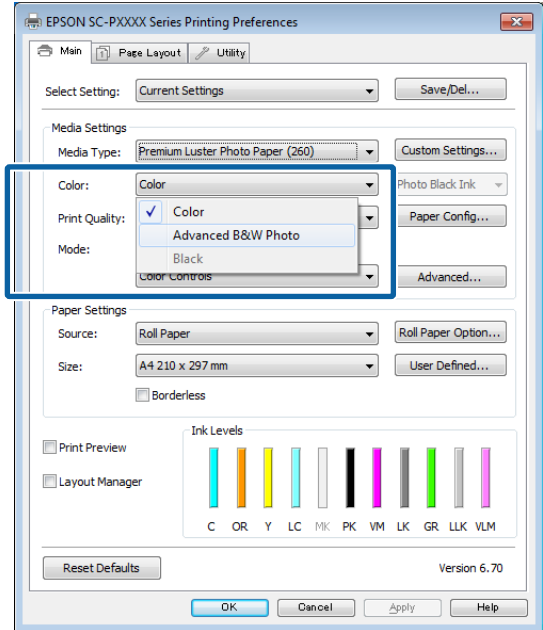 EPSON SC-PXXXX Series Printing Preferences
Main Page Layout Utility
Select Setting: Current Settings Save/Del...
Media Settings
Media Type: Premium Luster Photo Paper (260) Custom Settings...
Color: Color Photo Black Ink
Print Quality: Color Paper Config...
Advanced B&W Photo
Mode: Black
Color Controls Advanced...
Paper Settings
Source: Roll Paper Roll Paper Option...
Size: A4 210 x 297 mm User Defined...
Borderless
Ink Levels
Print Preview
Layout Manager
C OR Y LC MK PK VM LK GR LLK VLM
Reset Defaults Version 6.70
OK Cancel Apply Help